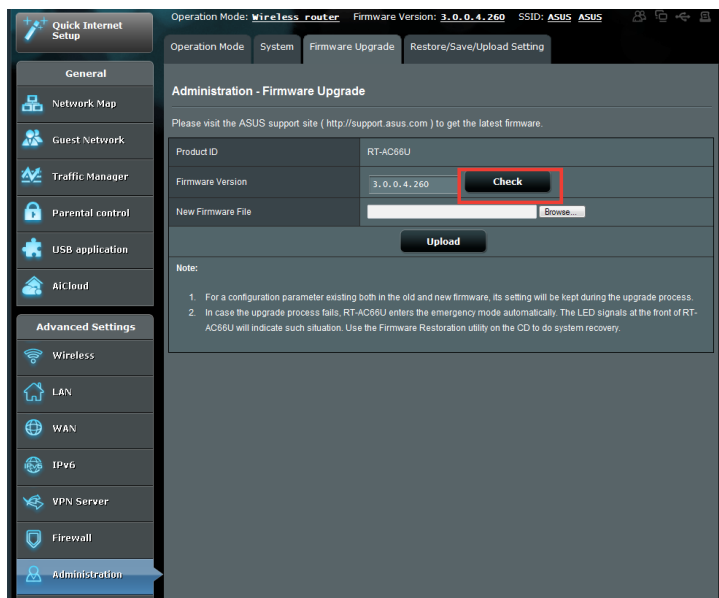 Quick Internet
Setup
Operation Mode: Wireless router Firmware Version: 3.0.0.4.260 SSID: ASUS ASUS
Operation Mode System Firmware Upgrade Restore/Save/Upload Setting
General
Network Map
Guest Network
Traffic Manager
Parental control
USB application
AiCloud
Advanced Settings
Wireless
LAN
WAN
IPv6
VPN Server
Firewall
Administration
Administration - Firmware Upgrade
Please visit the ASUS support site ( http://support.asus.com ) to get the latest firmware.
Product ID RT-AC66U
Firmware Version 3.0.0.4.260 Check
New Firmware File Browse...
Upload
Note:
1. For a configuration parameter existing both in the old and new firmware, its setting will be kept during the upgrade process.
2. In case the upgrade process fails, RT-AC66U enters the emergency mode automatically. The LED signals at the front of RT-
AC66U will indicate such situation. Use the Firmware Restoration utility on the CD to do system recovery.